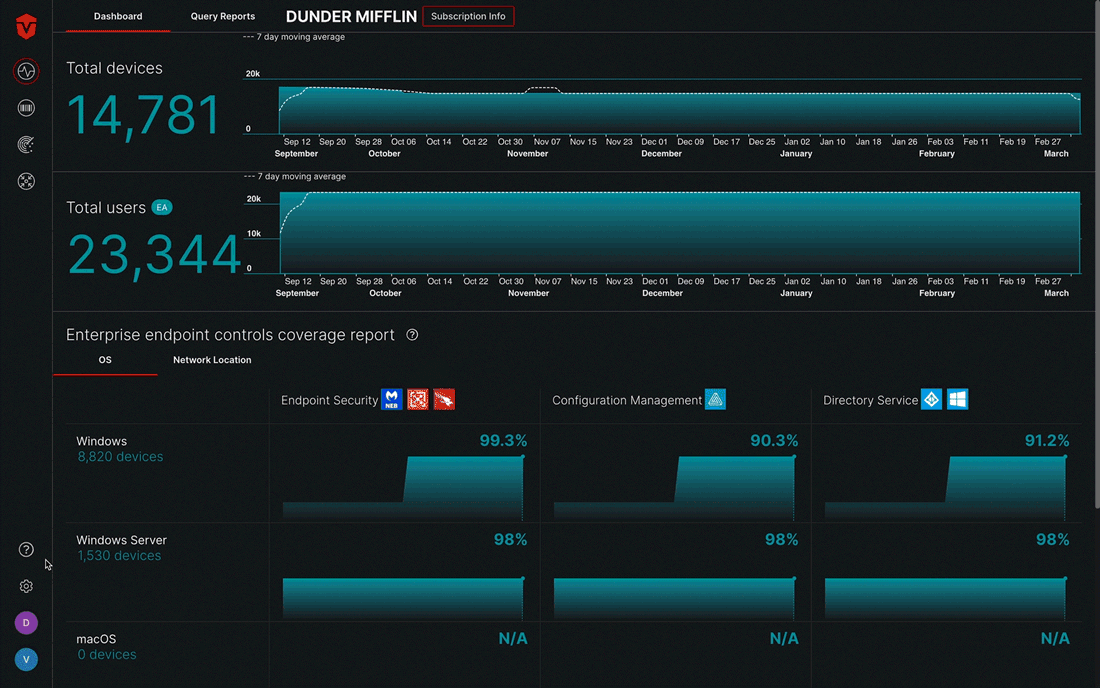 Dashboard Query Reports DUNDER MIFFLIN Subscription Info
--- 7 day moving average
Total devices
14,781
20k
0
Sep 12 Sep 20 Sep 28 Oct 06 Oct 14 Oct 22 Oct 30 Nov 07 Nov 15 Nov 23 Dec 01 Dec 09 Dec 17 Dec 25 Jan 02 Jan 10 Jan 18 Jan 26 Feb 03 Feb 11 Feb 19 Feb 27
September October November December January February March
--- 7 day moving average
Total users EA
23,344
20k
10k
0
Sep 12 Sep 20 Sep 28 Oct 06 Oct 14 Oct 22 Oct 30 Nov 07 Nov 15 Nov 23 Dec 01 Dec 09 Dec 17 Dec 25 Jan 02 Jan 10 Jan 18 Jan 26 Feb 03 Feb 11 Feb 19 Feb 27
September October November December January February March
Enterprise endpoint controls coverage report ?
OS Network Location
Endpoint Security NEB Configuration Management Directory Service
Windows 99.3% 90.3% 91.2%
8,820 devices
Windows Server 98% 98% 98%
1,530 devices
macOS N/A N/A N/A
0 devices
?
D
V